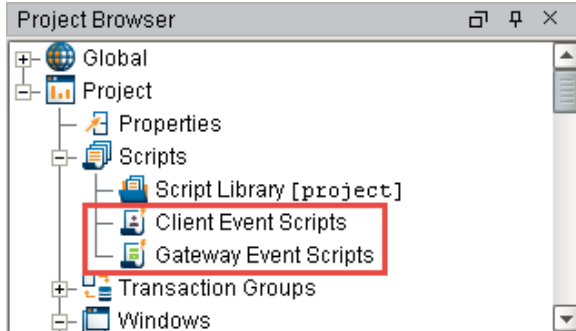 Project Browser
Global
Project
Properties
Scripts
Script Library [project]
Client Event Scripts
Gateway Event Scripts
Transaction Groups
Windows